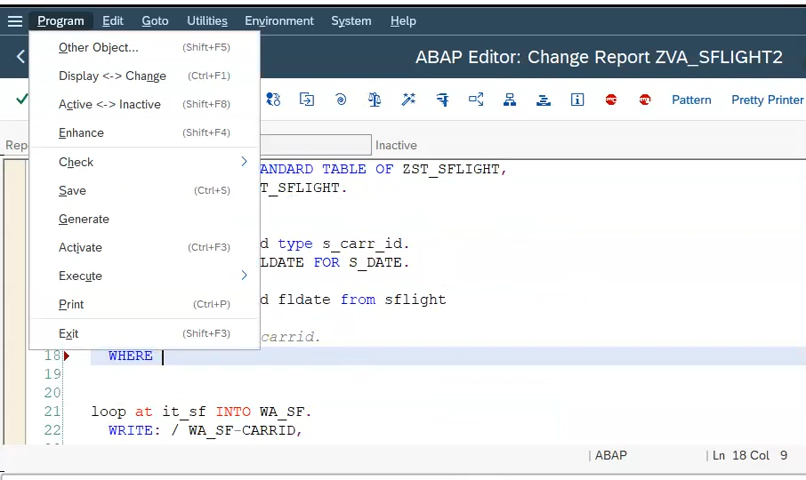 Program Edit Goto Utilities Environment System Help
Other Object... (Shift+F5)
ABAP Editor: Change Report ZVA_SFLIGHT2
Display <-> Change (Ctrl+F1)
Active <-> Inactive (Shift+F8)
Pattern Pretty Printer
Enhance (Shift+F4)
Rep Inactive
Check
ANDARD TABLE OF ZST_SFLIGHT,
Save (Ctrl+S)
T_SFLIGHT.
Generate
Activate (Ctrl+F3)
d type s_carr_id.
LDATE FOR S_DATE.
Execute
d fldate from sflight
Print (Ctrl+P)
Exit (Shift+F3)
carrid.
18 WHERE
19
20
21 loop at it_sf INTO WA_SF.
22 WRITE: / WA_SF-CARRID,
ABAP Ln 18 Col 9